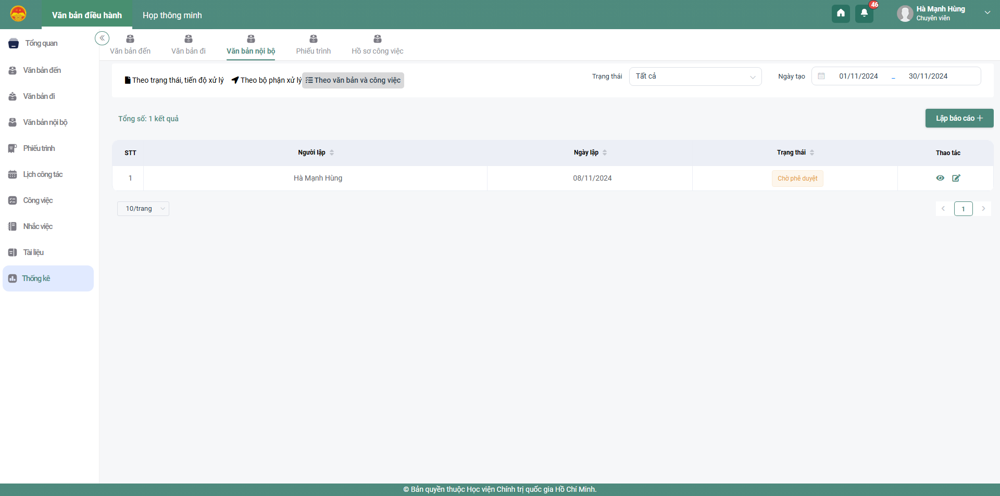 Văn bản điều hành
Họp thông minh
46
Hà Mạnh Hùng
Chuyên viên
Tổng quan
Văn bản đến
Văn bản đi
Văn bản nội bộ
Phiếu trình
Lịch công tác
Công việc
Nhắc việc
Tài liệu
Thống kê
Văn bản đến
Văn bản đi
Văn bản nội bộ
Phiếu trình
Hồ sơ công việc
Theo trạng thái, tiến độ xử lý
Theo bộ phận xử lý
Theo văn bản và công việc
Trạng thái
Tất cả
Ngày tạo
01/11/2024 _ 30/11/2024
Tổng số: 1 kết quả
Lập báo cáo
STT Người lập Ngày lập Trạng thái Thao tác
1 Hà Mạnh Hùng 08/11/2024 Chờ phê duyệt
10/trang
1
© Bản quyền thuộc Học viện Chính trị quốc gia Hồ Chí Minh.